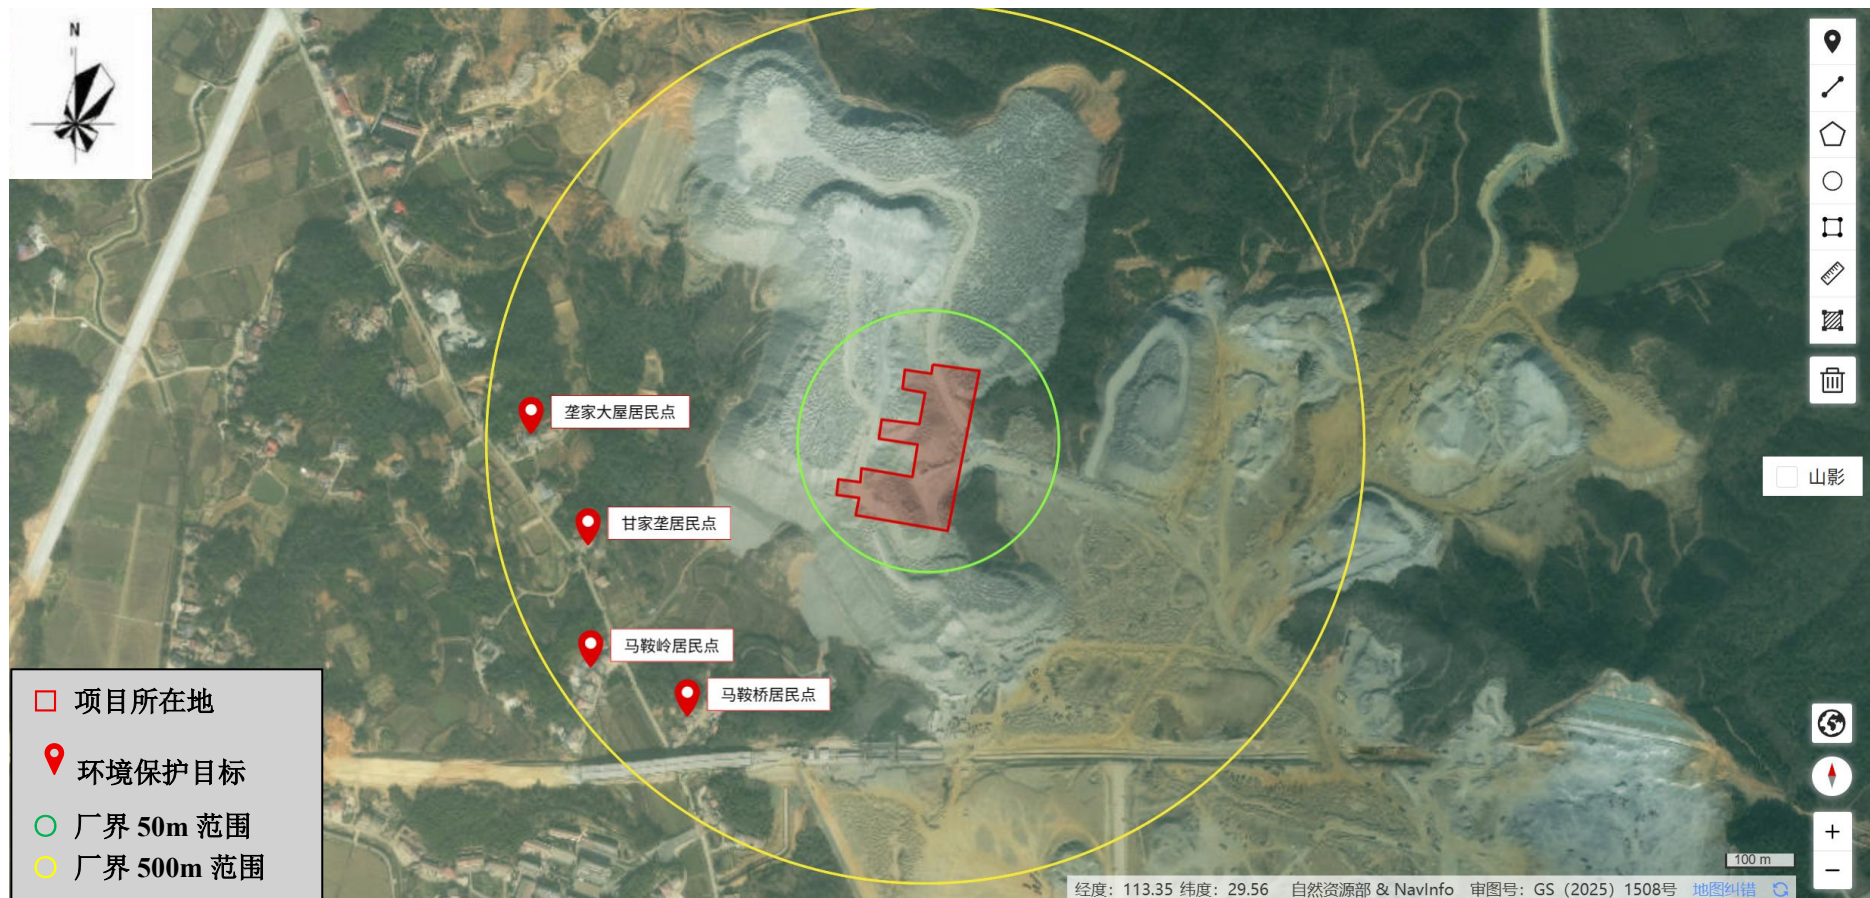 N
垄家大屋居民点
山影
甘家垄居民点
马鞍岭居民点
马鞍桥居民点
项目所在地
环境保护目标
厂界 50m 范围
厂界 500m 范围
100 m
经度：113.35 纬度：29.56 自然资源部 & NavInfo 审图号：GS（2025）1508号 地图纠错